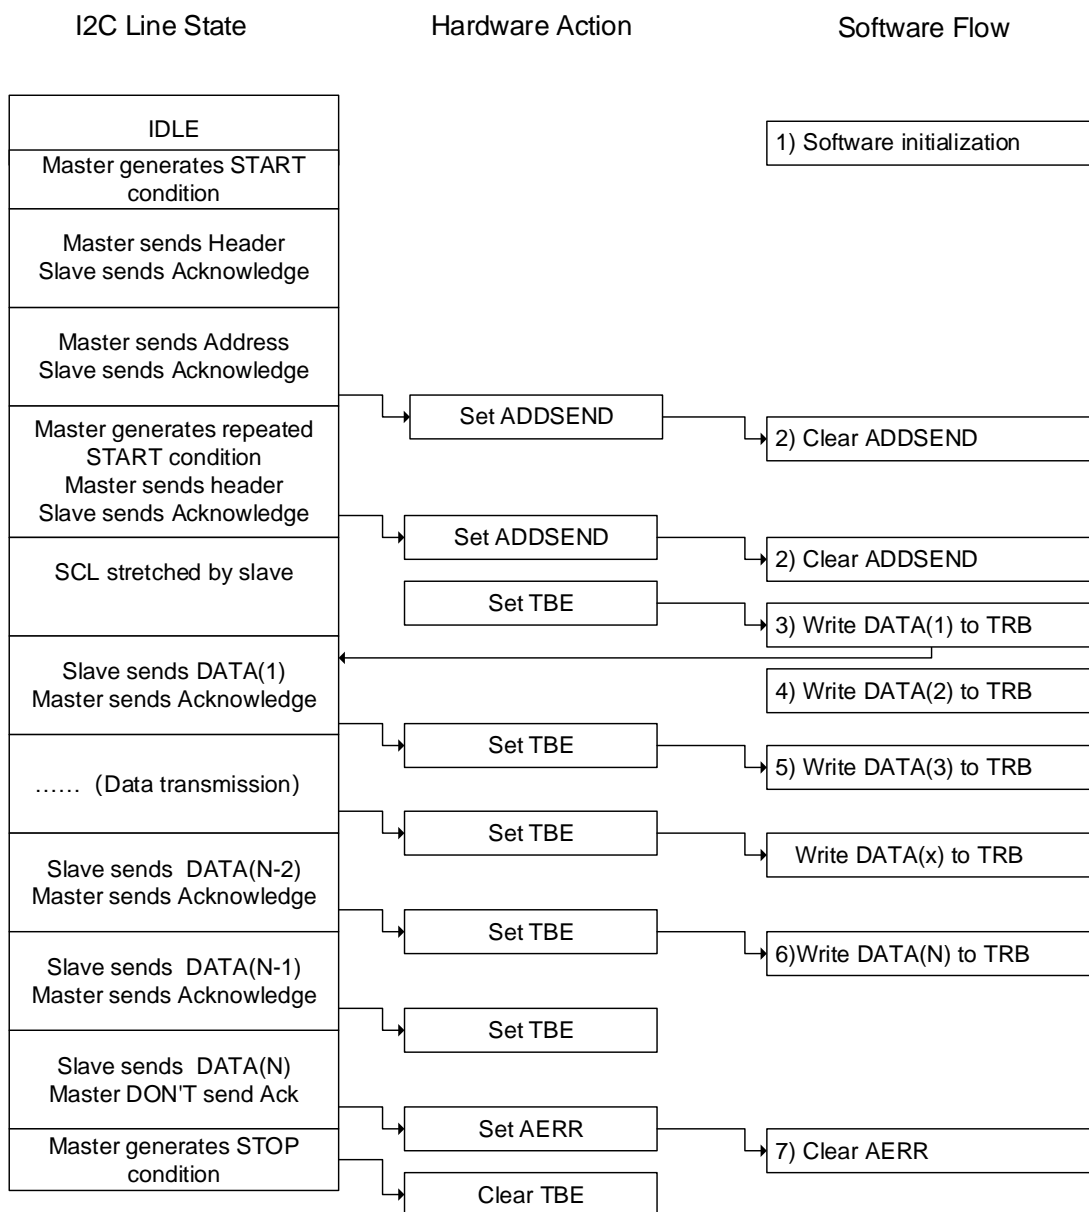 I2C Line State
Hardware Action
Software Flow
IDLE
1) Software initialization
Master generates START
condition
Master sends Header
Slave sends Acknowledge
Master sends Address
Slave sends Acknowledge
Set ADDSEND
2) Clear ADDSEND
Master generates repeated
START condition
Master sends header
Slave sends Acknowledge
Set ADDSEND
2) Clear ADDSEND
SCL stretched by slave
Set TBE
3) Write DATA(1) to TRB
Slave sends DATA(1)
Master sends Acknowledge
4) Write DATA(2) to TRB
Set TBE
5) Write DATA(3) to TRB
...... (Data transmission)
Set TBE
Write DATA(x) to TRB
Slave sends DATA(N-2)
Master sends Acknowledge
Set TBE
6)Write DATA(N) to TRB
Slave sends DATA(N-1)
Master sends Acknowledge
Set TBE
Slave sends DATA(N)
Master DON'T send Ack
Set AERR
7) Clear AERR
Master generates STOP
condition
Clear TBE